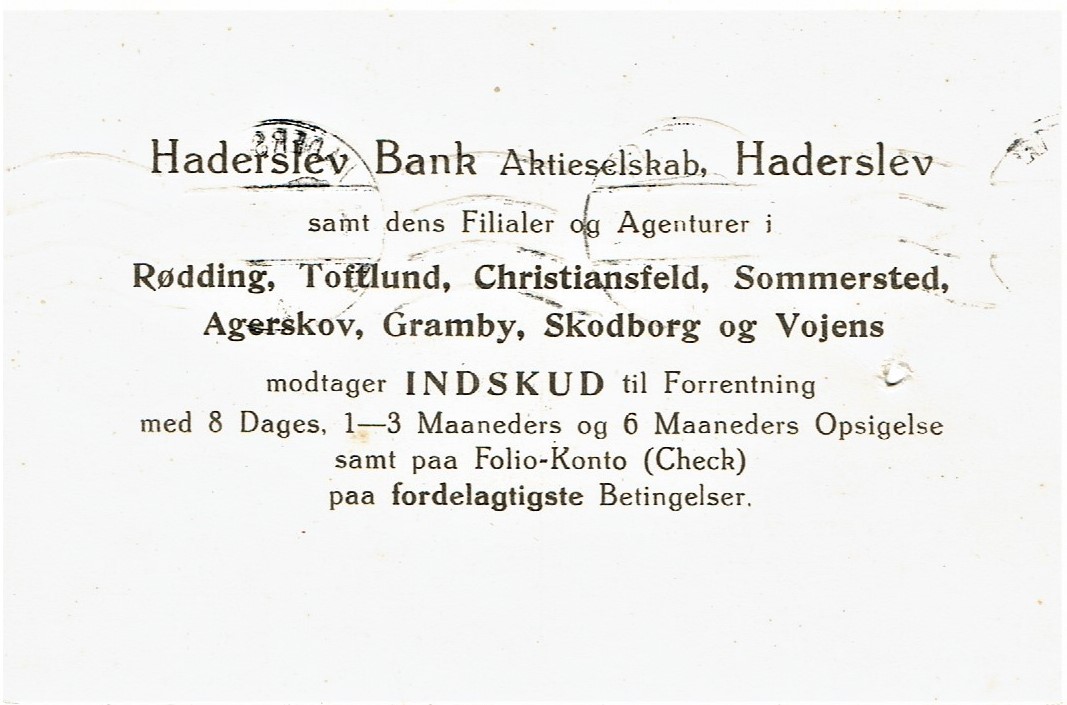 Haderslev Bank Aktieselskab, Haderslev
samt dens Filialer og Agenturer i
Rødding, Toftlund, Christiansfeld, Sommersted,
Agerskov, Gramby, Skodborg og Vojens
modtager INDSKUD til Forrentning
med 8 Dages, 1—3 Maaneders og 6 Maaneders Opsigelse
samt paa Folio-Konto (Check)
paa fordelagtigste Betingelser.